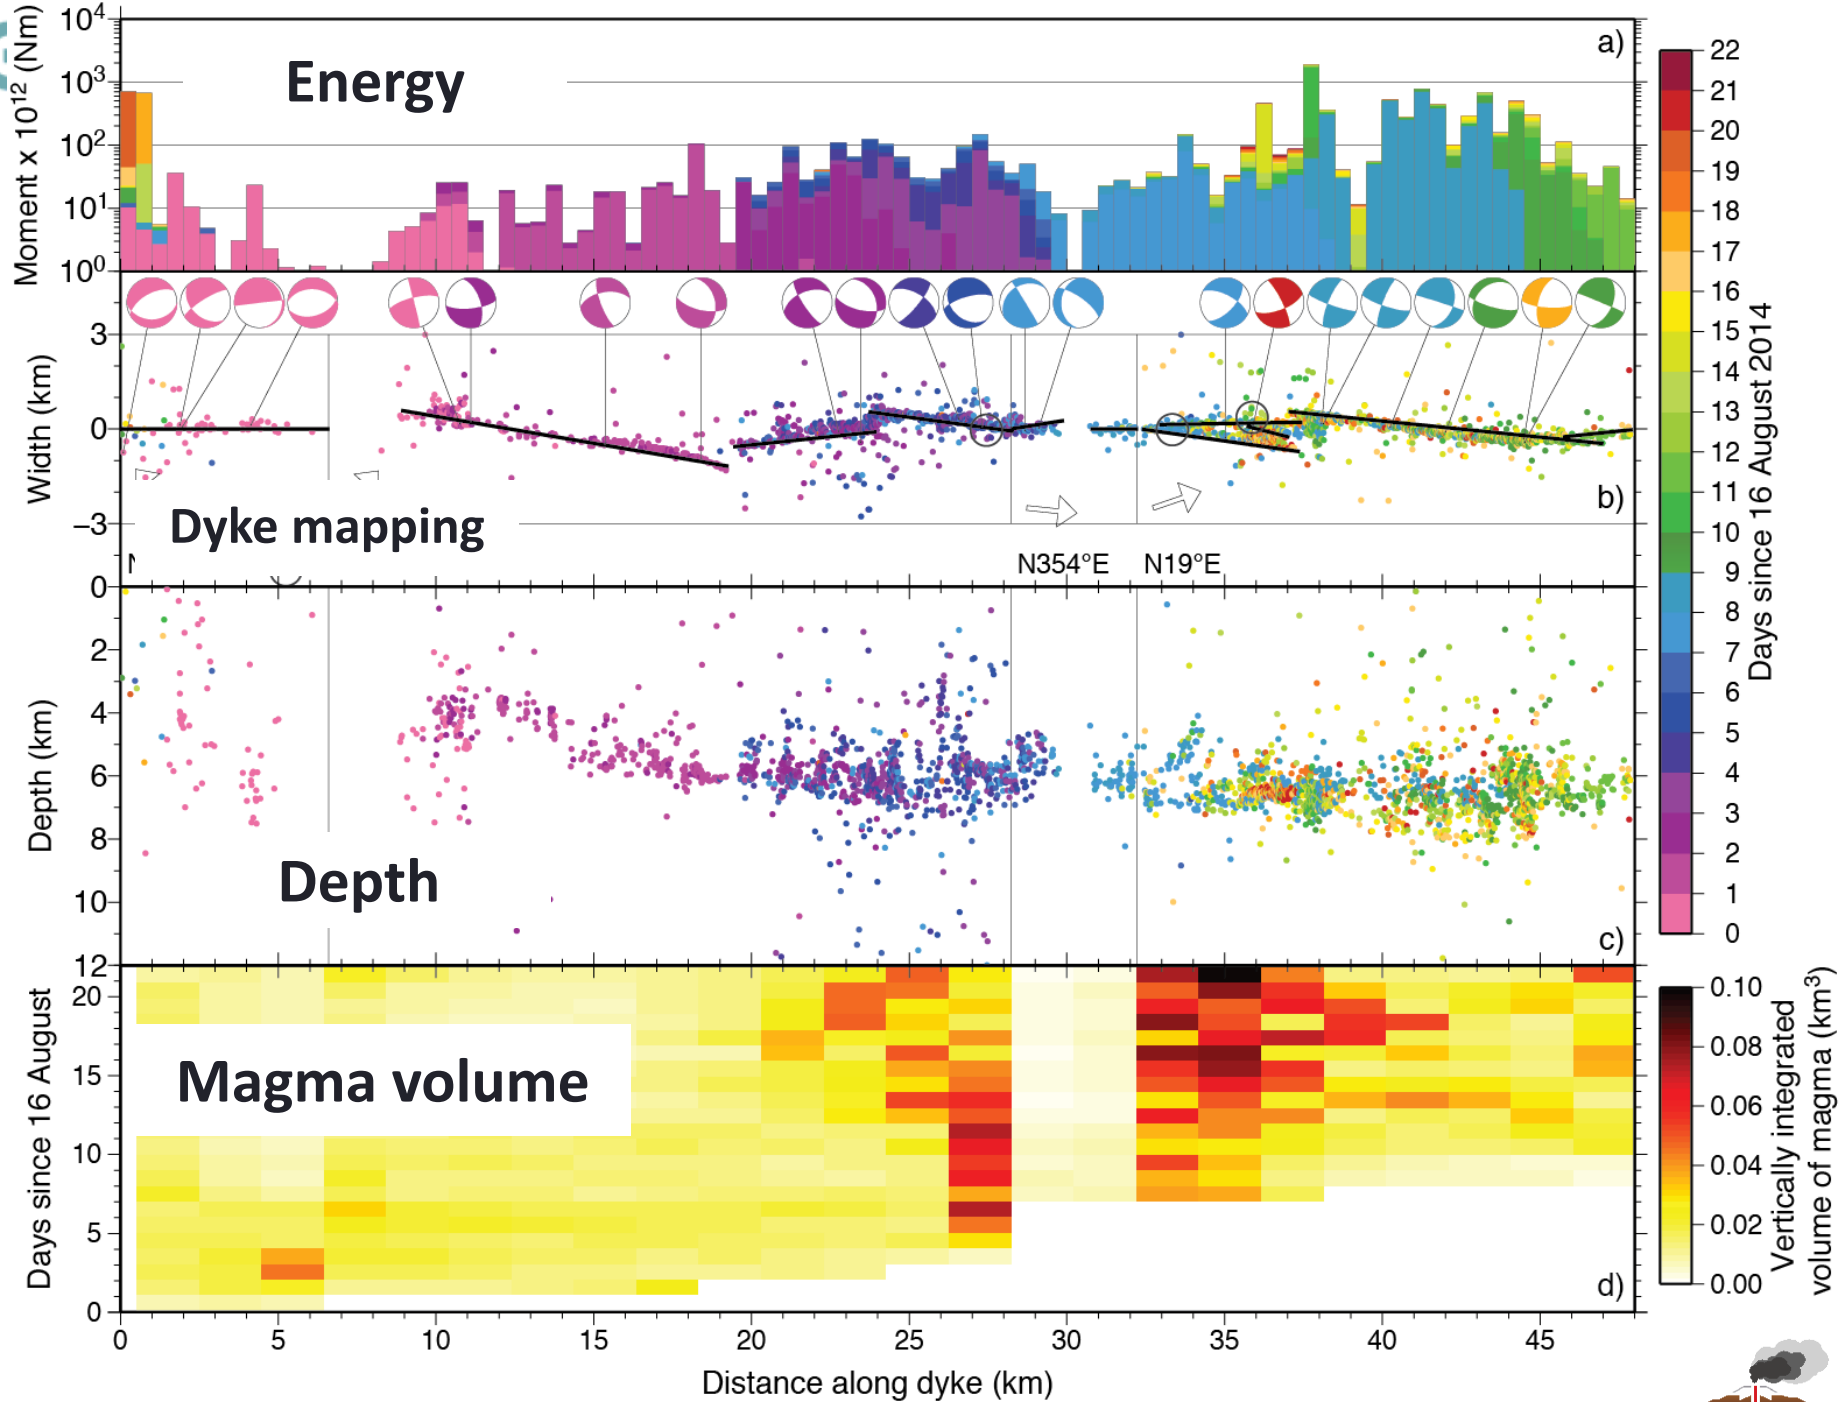 a)
Energy
Moment x 10¹² (Nm)
10⁴
10³
10²
10¹
10⁰
b)
Width (km)
3
0
−3
Dyke mapping
N354°E
N19°E
c)
Depth (km)
0
2
4
6
8
10
12
Depth
d)
Days since 16 August
20
15
10
5
0
Magma volume
0 5 10 15 20 25 30 35 40 45
Distance along dyke (km)
22
21
20
19
18
17
16
15
14
13
12
11
10
9
8
7
6
5
4
3
2
1
0
Days since 16 August 2014
0.10
0.08
0.06
0.04
0.02
0.00
Vertically integrated
volume of magma (km³)